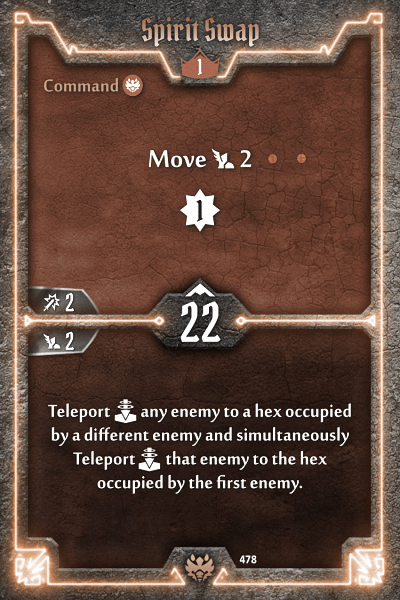 Spirit Swap
1
Command
Move 2
1
2
22
2
Teleport any enemy to a hex occupied
by a different enemy and simultaneously
Teleport that enemy to the hex
occupied by the first enemy.
478